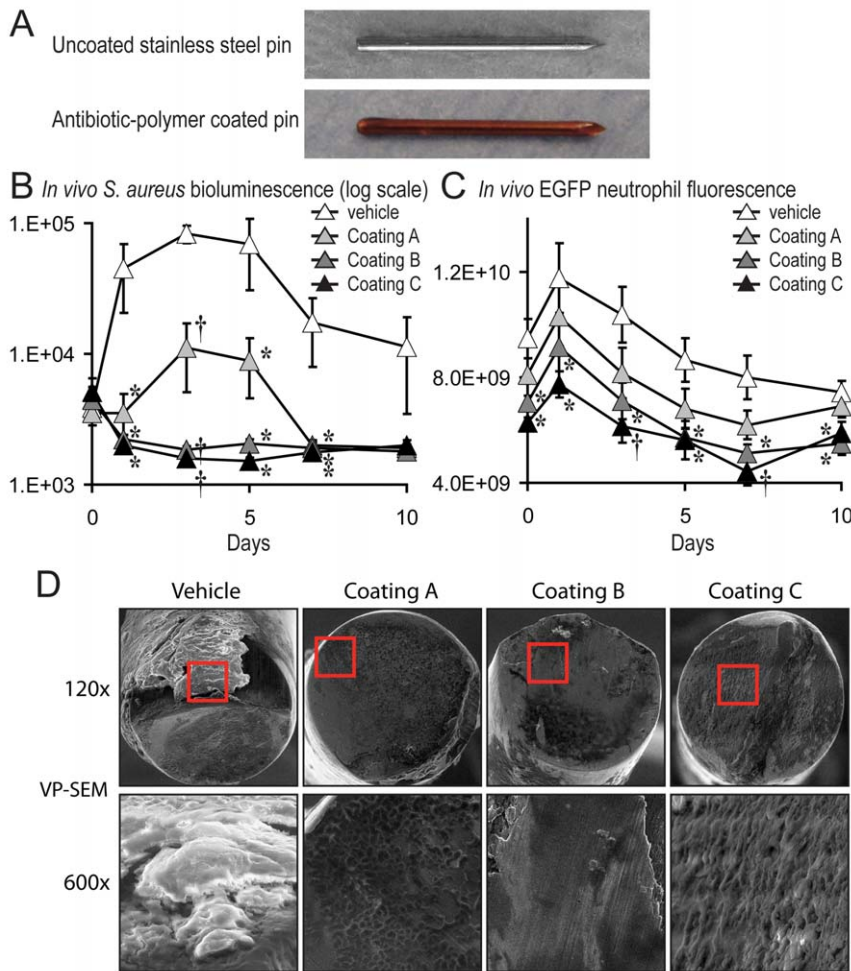 A
Uncoated stainless steel pin
Antibiotic-polymer coated pin
B In vivo S. aureus bioluminescence (log scale)
1.E+05
1.E+04
1.E+03
vehicle
Coating A
Coating B
Coating C
† * * * * ‡ ‡ * * * * *
0 5 10
Days
C In vivo EGFP neutrophil fluorescence
1.2E+10
8.0E+09
4.0E+09
vehicle
Coating A
Coating B
Coating C
* * * * * † * * * ‡ * *
0 5 10
Days
D
Vehicle Coating A Coating B Coating C
120x
VP-SEM
600x